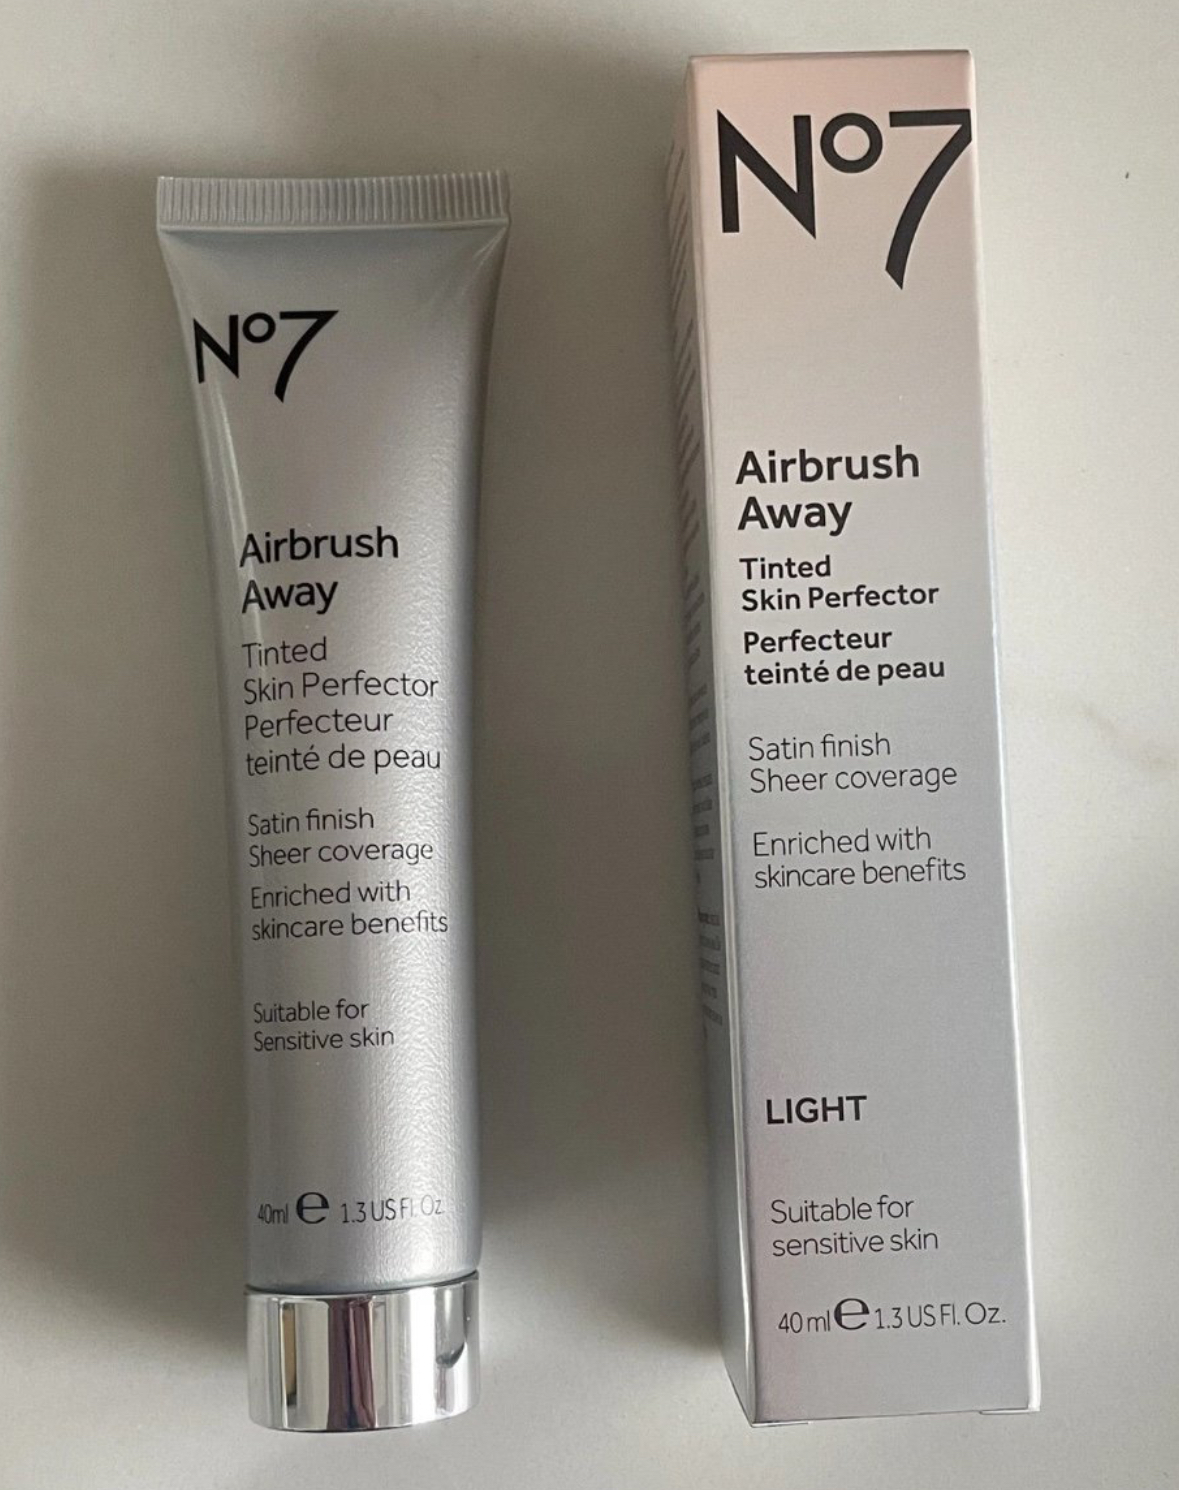 No7
Airbrush
Away
Tinted
Skin Perfector
Perfecteur
teinté de peau
Satin finish
Sheer coverage
Enriched with
skincare benefits
Suitable for
Sensitive skin
40ml e 1.3 US Fl. Oz
No7
Airbrush
Away
Tinted
Skin Perfector
Perfecteur
teinté de peau
Satin finish
Sheer coverage
Enriched with
skincare benefits
LIGHT
Suitable for
sensitive skin
40 ml e 1.3 US Fl. Oz.